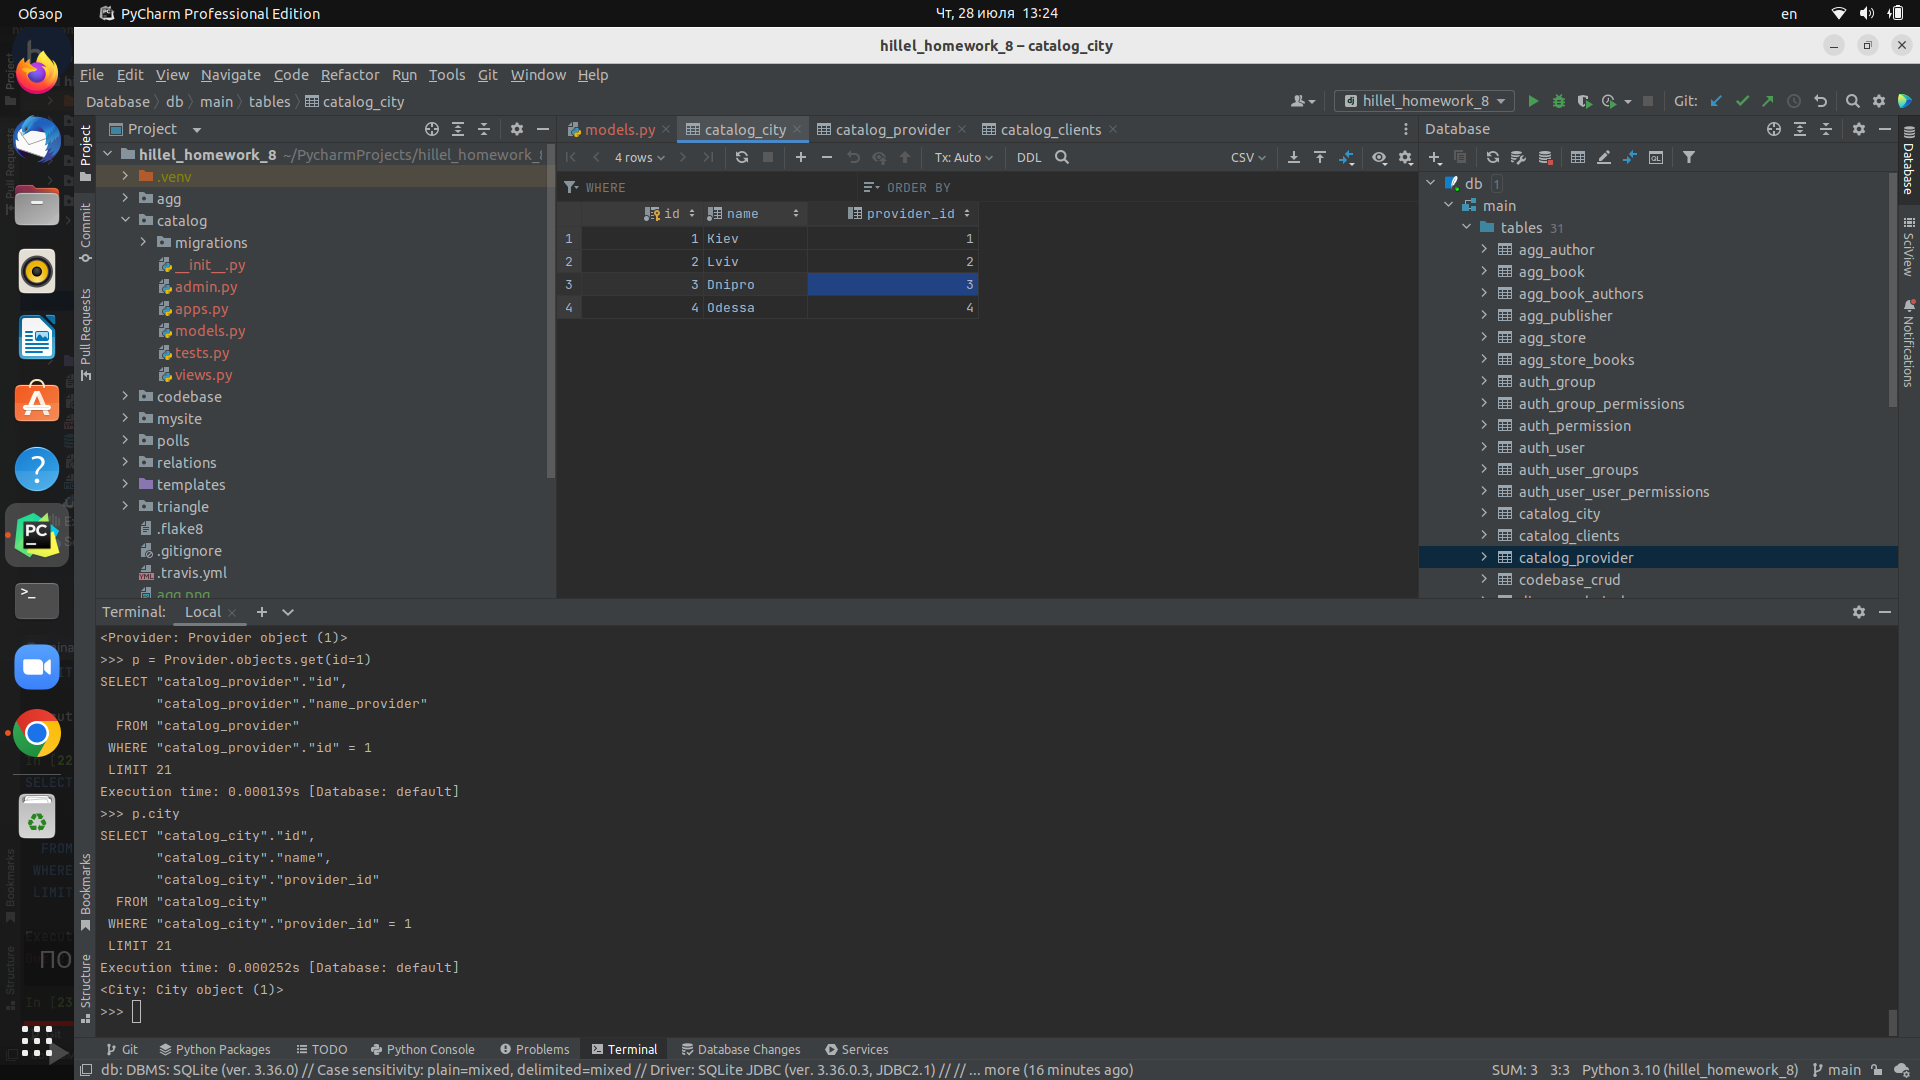 Обзор
PyCharm Professional Edition
Чт, 28 июля 13:24
en
hillel_homework_8 – catalog_city
File Edit View Navigate Code Refactor Run Tools Git Window Help
Database db main tables catalog_city
hillel_homework_8
Git:
Project
models.py catalog_city catalog_provider catalog_clients
Database
hillel_homework_8 ~/PycharmProjects/hillel_homework_
.venv
agg
catalog
migrations
__init__.py
admin.py
apps.py
models.py
tests.py
views.py
codebase
mysite
polls
relations
templates
triangle
.flake8
.gitignore
.travis.yml
agg.png
4 rows Tx: Auto DDL CSV
WHERE ORDER BY
id name provider_id
1 1 Kiev 1
2 2 Lviv 2
3 3 Dnipro 3
4 4 Odessa 4
db 1
main
tables 31
agg_author
agg_book
agg_book_authors
agg_publisher
agg_store
agg_store_books
auth_group
auth_group_permissions
auth_permission
auth_user
auth_user_groups
auth_user_user_permissions
catalog_city
catalog_clients
catalog_provider
codebase_crud
Project
Commit
Pull Requests
Bookmarks
Structure
Database
SciView
Notifications
Terminal: Local
<Provider: Provider object (1)>
>>> p = Provider.objects.get(id=1)
SELECT "catalog_provider"."id",
"catalog_provider"."name_provider"
FROM "catalog_provider"
WHERE "catalog_provider"."id" = 1
LIMIT 21
Execution time: 0.000139s [Database: default]
>>> p.city
SELECT "catalog_city"."id",
"catalog_city"."name",
"catalog_city"."provider_id"
FROM "catalog_city"
WHERE "catalog_city"."provider_id" = 1
LIMIT 21
Execution time: 0.000252s [Database: default]
<City: City object (1)>
>>>
Git Python Packages TODO Python Console Problems Terminal Database Changes Services
db: DBMS: SQLite (ver. 3.36.0) // Case sensitivity: plain=mixed, delimited=mixed // Driver: SQLite JDBC (ver. 3.36.0.3, JDBC2.1) // // ... more (16 minutes ago)
SUM: 3 3:3 Python 3.10 (hillel_homework_8) main